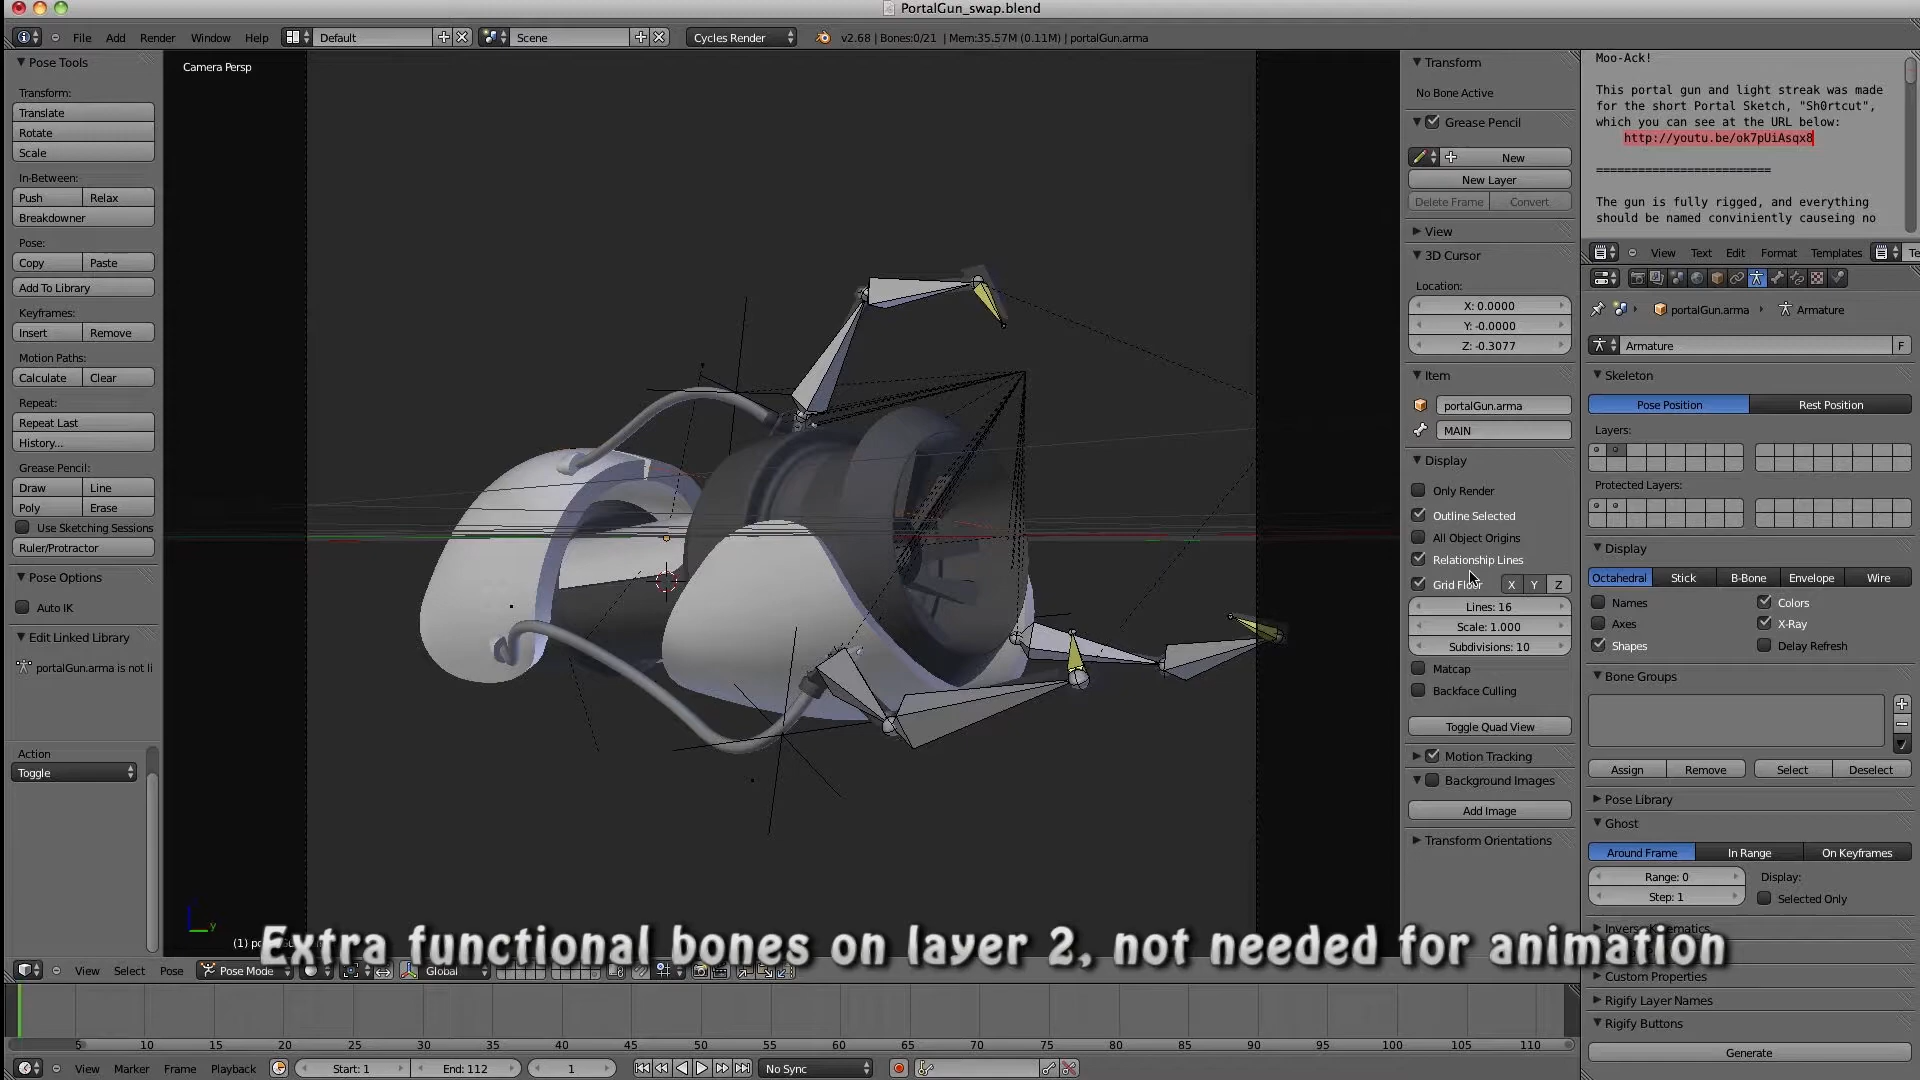 PortalGun_swap.blend
File Add Render Window Help Default Scene Cycles Render v2.68 | Bones:0/21 | Mem:35.57M (0.11M) | portalGun.arma
Pose Tools
Transform:
Translate
Rotate
Scale
In-Between:
Push Relax
Breakdowner
Pose:
Copy Paste
Add To Library
Keyframes:
Insert Remove
Motion Paths:
Calculate Clear
Repeat:
Repeat Last
History...
Grease Pencil:
Draw Line
Poly Erase
Use Sketching Sessions
Ruler/Protractor
Pose Options
Auto IK
Edit Linked Library
portalGun.arma is not li
Action
Toggle
Camera Persp
y
Extra functional bones on layer 2, not needed for animation
View Select Pose Pose Mode Global
Transform
No Bone Active
Grease Pencil
New
New Layer
Delete Frame Convert
View
3D Cursor
Location:
X: 0.0000
Y: -0.0000
Z: -0.3077
Item
portalGun.arma
MAIN
Display
Only Render
Outline Selected
All Object Origins
Relationship Lines
Grid Floor X Y Z
Lines: 16
Scale: 1.000
Subdivisions: 10
Matcap
Backface Culling
Toggle Quad View
Motion Tracking
Background Images
Add Image
Transform Orientations
Moo-Ack!
This portal gun and light streak was made
for the short Portal Sketch, "Sh0rtcut",
which you can see at the URL below:
http://youtu.be/ok7pUiAsqx8
=========================
The gun is fully rigged, and everything
should be named conviniently causeing no
View Text Edit Format Templates Te
portalGun.arma Armature
Armature F
Skeleton
Pose Position Rest Position
Layers:
Protected Layers:
Display
Octahedral Stick B-Bone Envelope Wire
Names Colors
Axes X-Ray
Shapes Delay Refresh
Bone Groups
Assign Remove Select Deselect
Pose Library
Ghost
Around Frame In Range On Keyframes
Range: 0 Display:
Step: 1 Selected Only
Custom Properties
Rigify Layer Names
Rigify Buttons
Generate
5 10 15 20 25 30 35 40 45 50 55 60 65 70 75 80 85 90 95 100 105 110
View Marker Frame Playback Start: 1 End: 112 1 No Sync